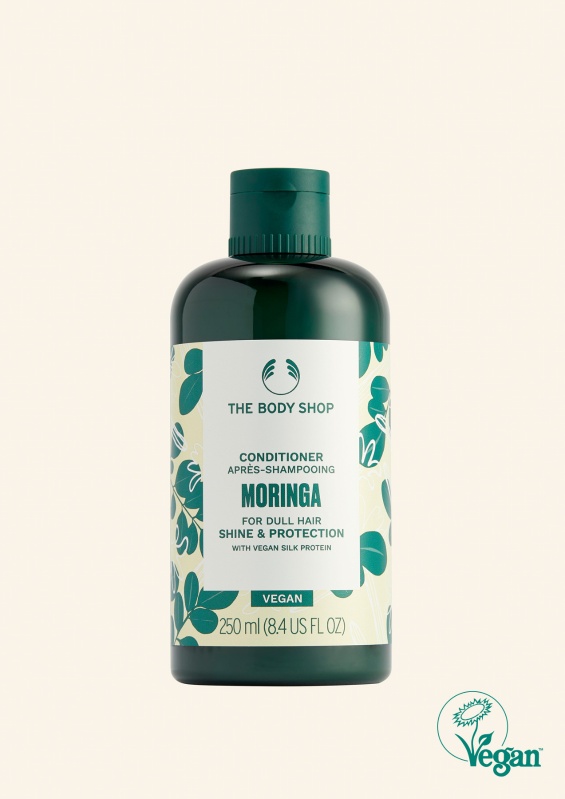 THE BODY SHOP
CONDITIONER
APRÈS-SHAMPOOING
MORINGA
FOR DULL HAIR
SHINE & PROTECTION
WITH VEGAN SILK PROTEIN
VEGAN
250 ml (8.4 US FL OZ)
Vegan™